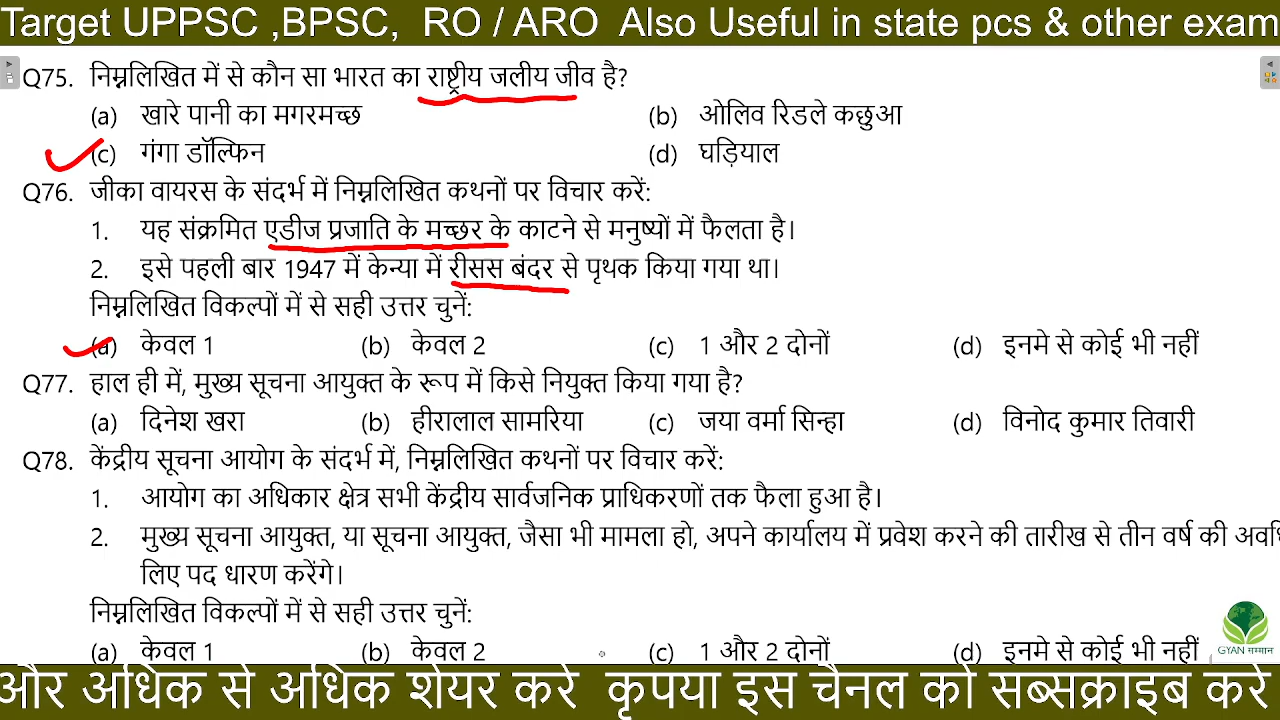 Target UPPSC ,BPSC, RO / ARO Also Useful in state pcs & other exam
Q75. निम्नलिखित में से कौन सा भारत का राष्ट्रीय जलीय जीव है?
(a) खारे पानी का मगरमच्छ (b) ओलिव रिडले कछुआ
(c) गंगा डॉल्फिन (d) घड़ियाल
Q76. जीका वायरस के संदर्भ में निम्नलिखित कथनों पर विचार करें:
1. यह संक्रमित एडीज प्रजाति के मच्छर के काटने से मनुष्यों में फैलता है।
2. इसे पहली बार 1947 में केन्या में रीसस बंदर से पृथक किया गया था।
निम्नलिखित विकल्पों में से सही उत्तर चुनें:
(a) केवल 1 (b) केवल 2 (c) 1 और 2 दोनों (d) इनमे से कोई भी नहीं
Q77. हाल ही में, मुख्य सूचना आयुक्त के रूप में किसे नियुक्त किया गया है?
(a) दिनेश खरा (b) हीरालाल सामरिया (c) जया वर्मा सिन्हा (d) विनोद कुमार तिवारी
Q78. केंद्रीय सूचना आयोग के संदर्भ में, निम्नलिखित कथनों पर विचार करें:
1. आयोग का अधिकार क्षेत्र सभी केंद्रीय सार्वजनिक प्राधिकरणों तक फैला हुआ है।
2. मुख्य सूचना आयुक्त, या सूचना आयुक्त, जैसा भी मामला हो, अपने कार्यालय में प्रवेश करने की तारीख से तीन वर्ष की
लिए पद धारण करेंगे।
निम्नलिखित विकल्पों में से सही उत्तर चुनें:
(a) केवल 1 (b) केवल 2 (c) 1 और 2 दोनों (d) इनमे से कोई भी नहीं
GYAN सम्मान
और अधिक से अधिक शेयर करे कृपया इस चैनल को सब्सक्राइब करे